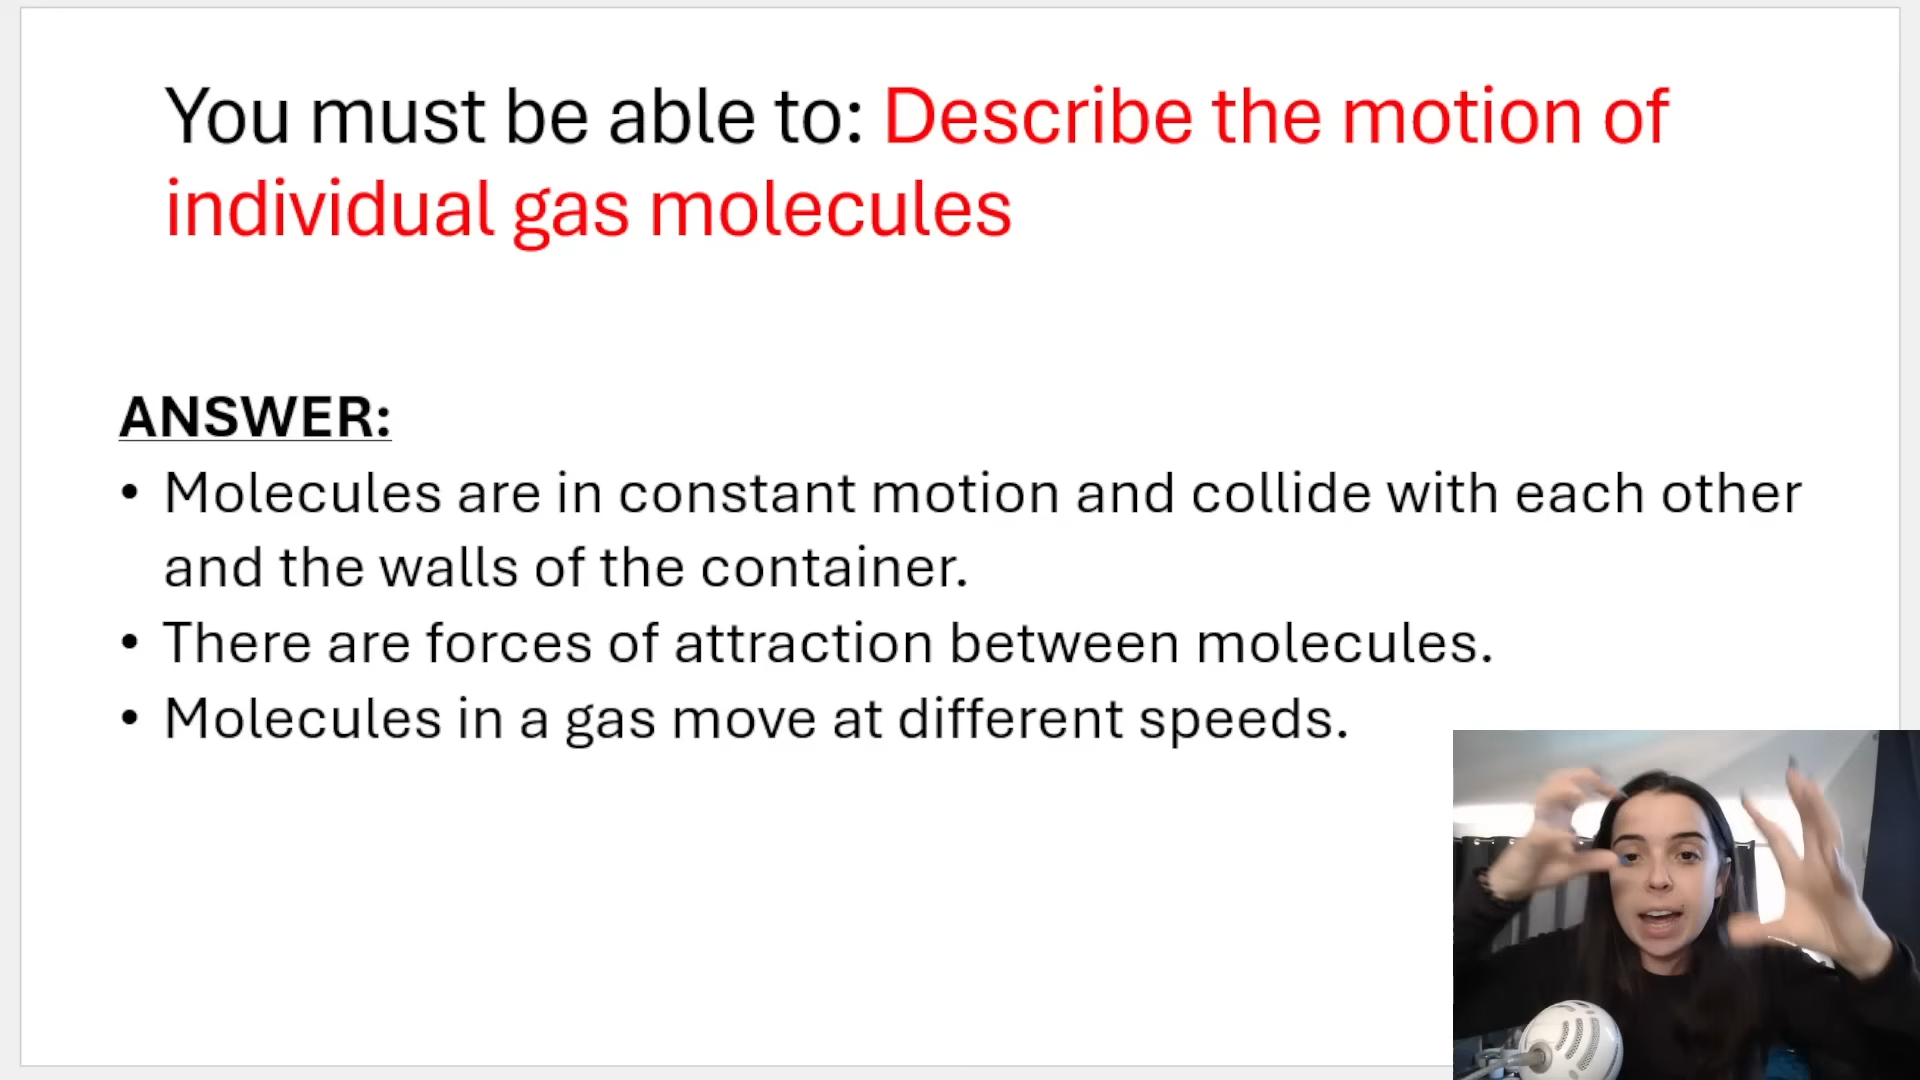 You must be able to: Describe the motion of
individual gas molecules
ANSWER:
• Molecules are in constant motion and collide with each other
and the walls of the container.
• There are forces of attraction between molecules.
• Molecules in a gas move at different speeds.